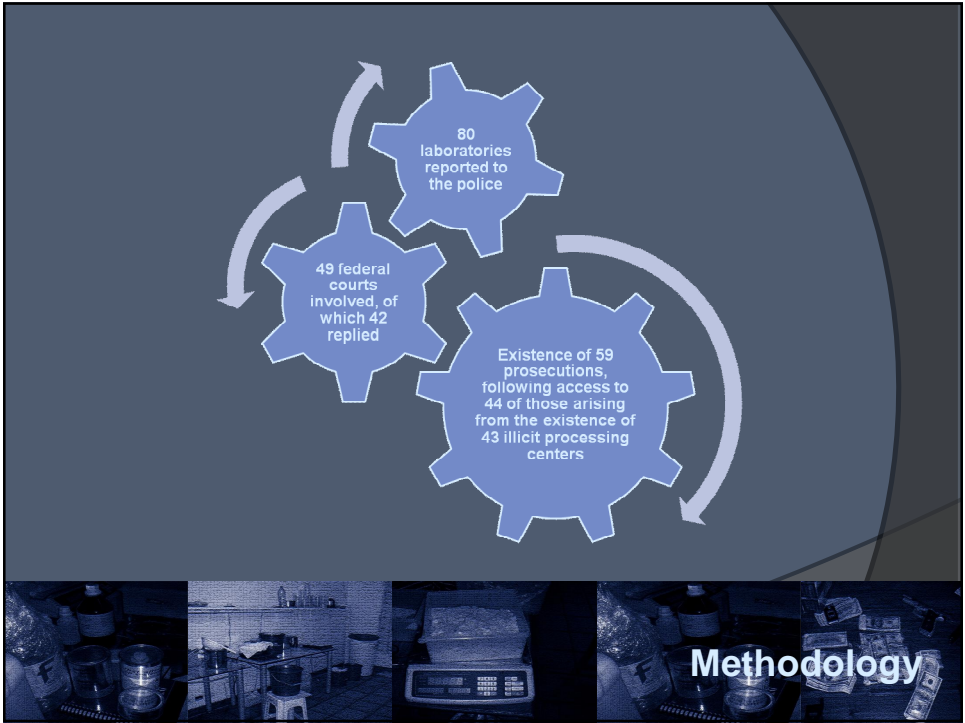 80
laboratories
reported to
the police
49 federal
courts
involved, of
which 42
replied
Existence of 59
prosecutions,
following access to
44 of those arising
from the existence of
43 illicit processing
centers
F
Methodology